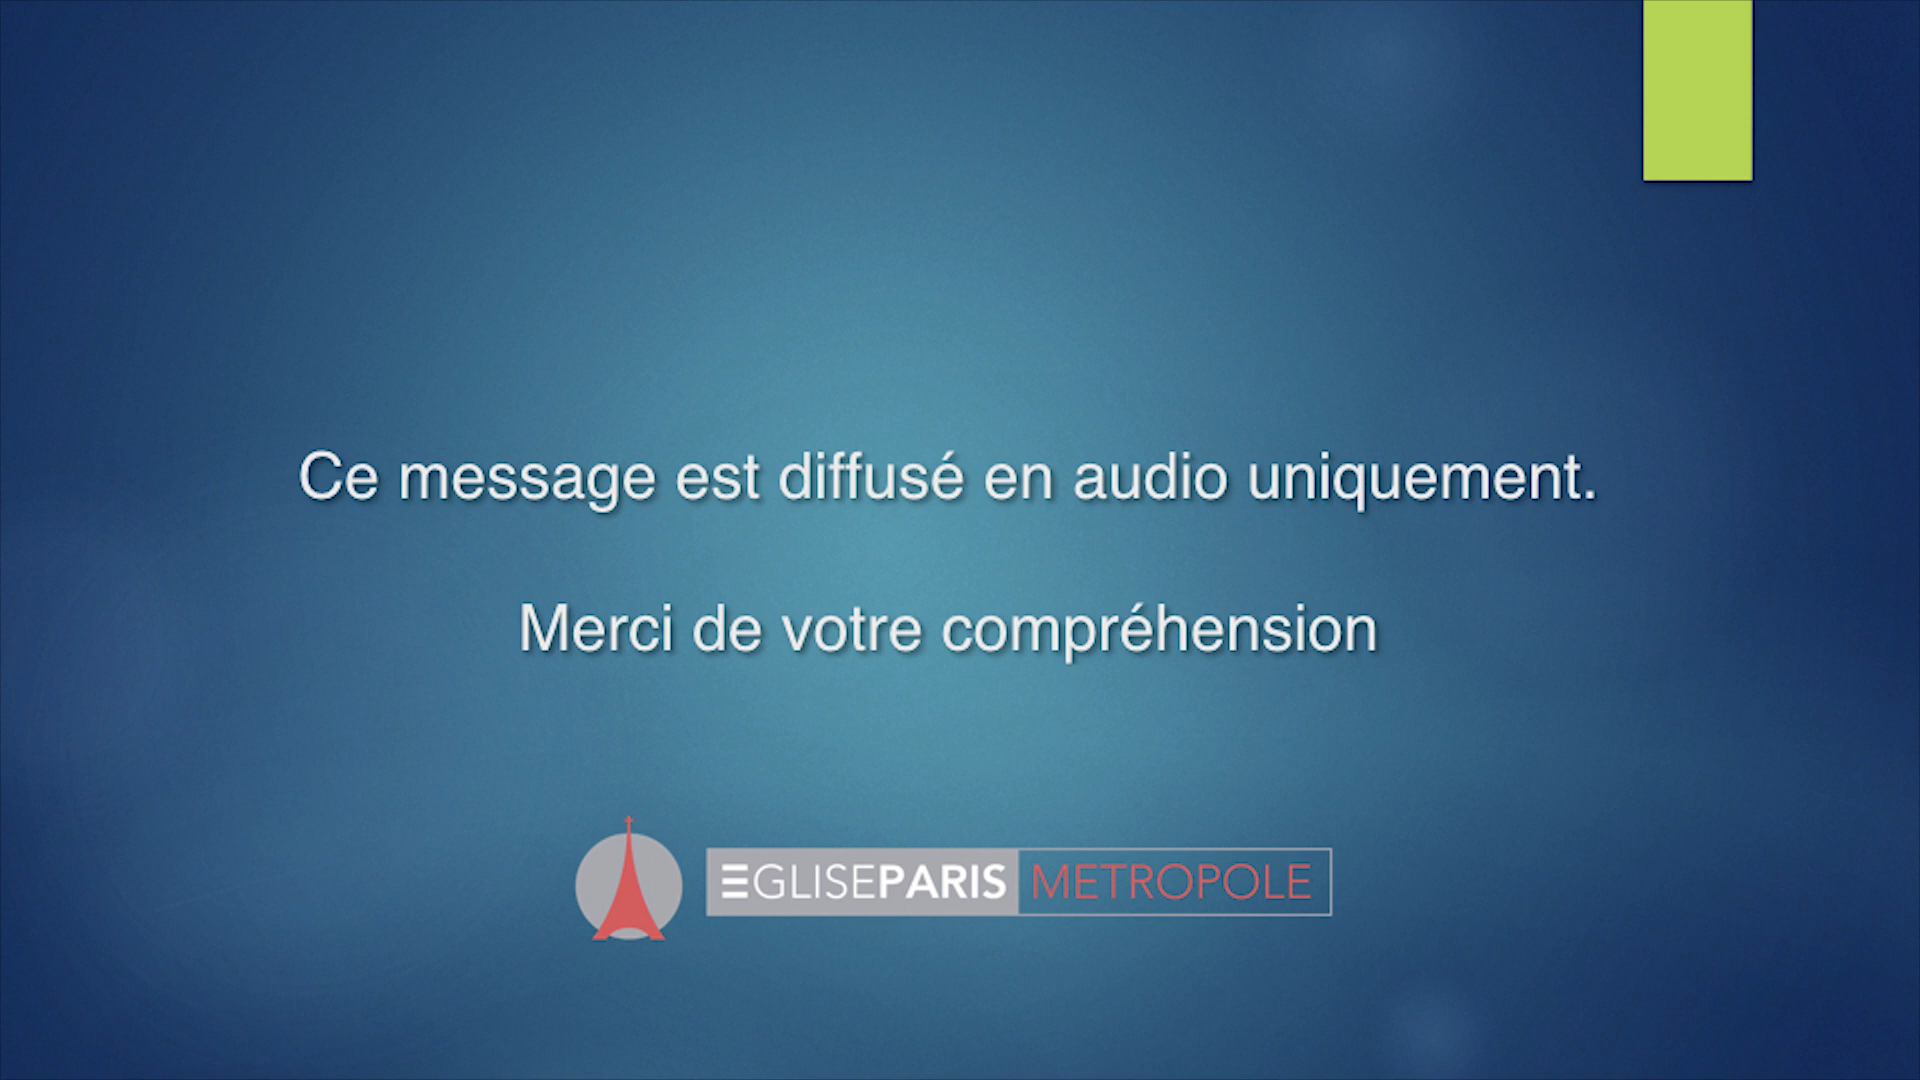 Ce message est diffusé en audio uniquement.
Merci de votre compréhension
EGLISEPARIS METROPOLE